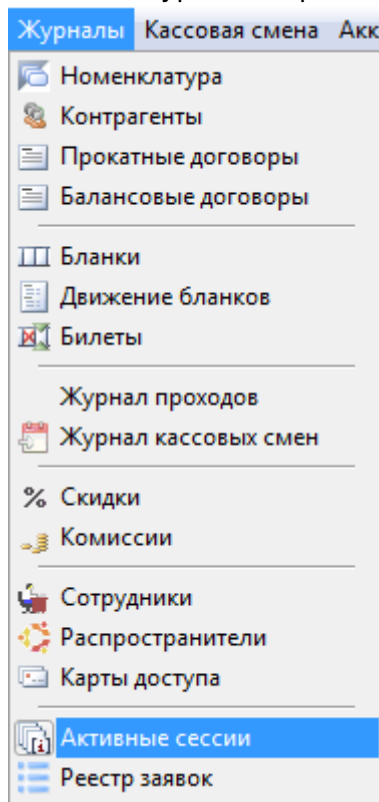 Журналы Кассовая смена Акк
Номенклатура
Контрагенты
Прокатные договоры
Балансовые договоры
Бланки
Движение бланков
Билеты
Журнал проходов
Журнал кассовых смен
% Скидки
Комиссии
Сотрудники
Распространители
Карты доступа
Активные сессии
Реестр заявок